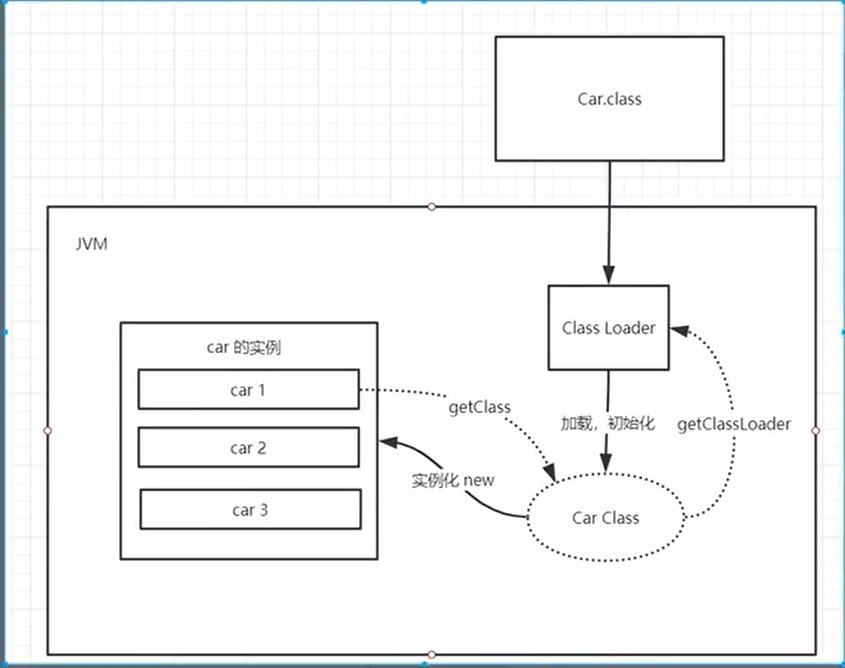 Car.class
JVM
Class Loader
car 的实例
car 1
getClass
加载，初始化
getClassLoader
car 2
实例化 new
car 3
Car Class